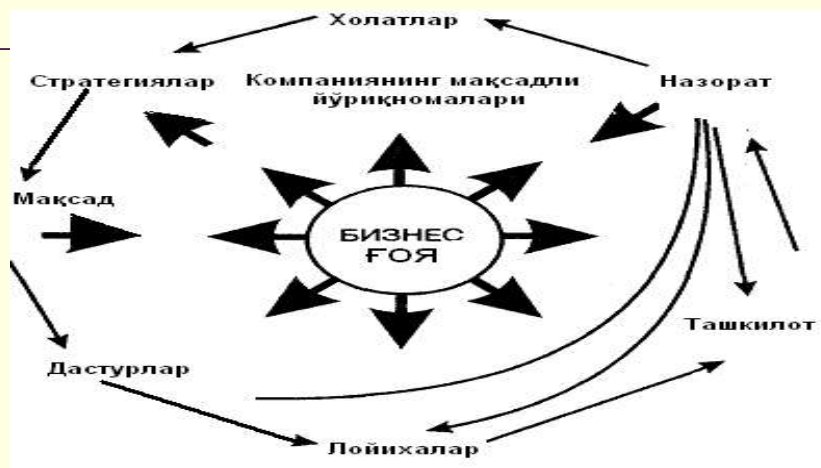 Холатлар
Стратегиялар
Компаниянинг мақсадли
йўриқномалари
Назорат
Мақсад
БИЗНЕС
ҒОЯ
Ташкилот
Дастурлар
Лойихалар